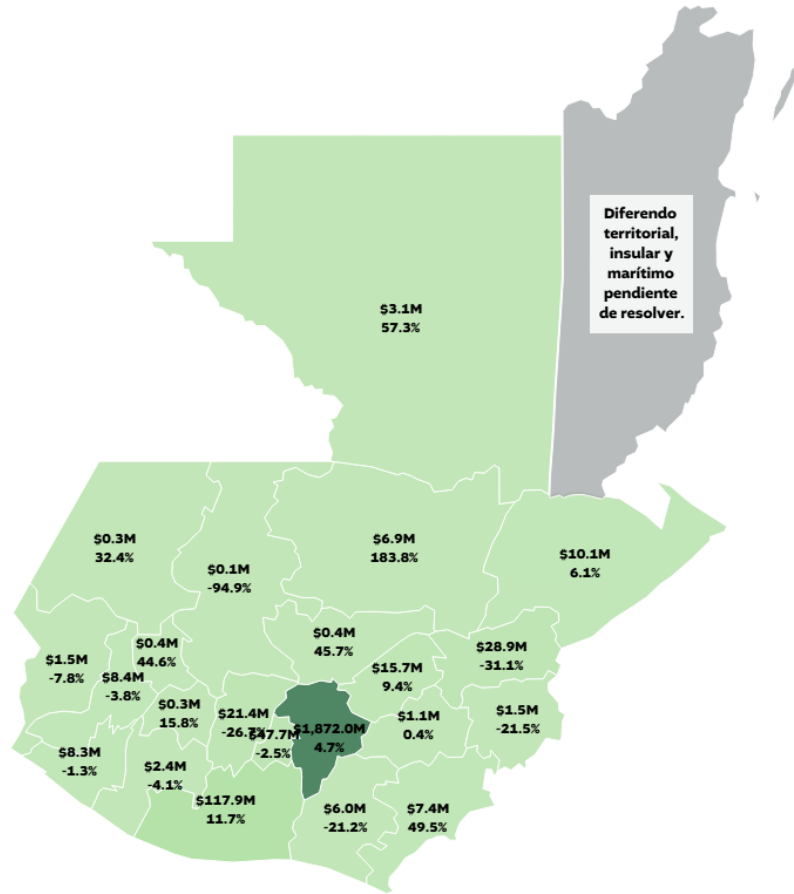 Diferendo
territorial,
insular y
marítimo
pendiente
de resolver.
$3.1M
57.3%
$0.3M
32.4%
$0.1M
-94.9%
$6.9M
183.8%
$10.1M
6.1%
$1.5M
-7.8%
$8.4M
-3.8%
$0.4M
44.6%
$0.4M
45.7%
$15.7M
9.4%
$28.9M
-31.1%
$0.3M
15.8%
$21.4M
-26.7%
$47.7M
-2.5%
$1,872.0M
4.7%
$1.1M
0.4%
$1.5M
-21.5%
$8.3M
-1.3%
$2.4M
-4.1%
$117.9M
11.7%
$6.0M
-21.2%
$7.4M
49.5%